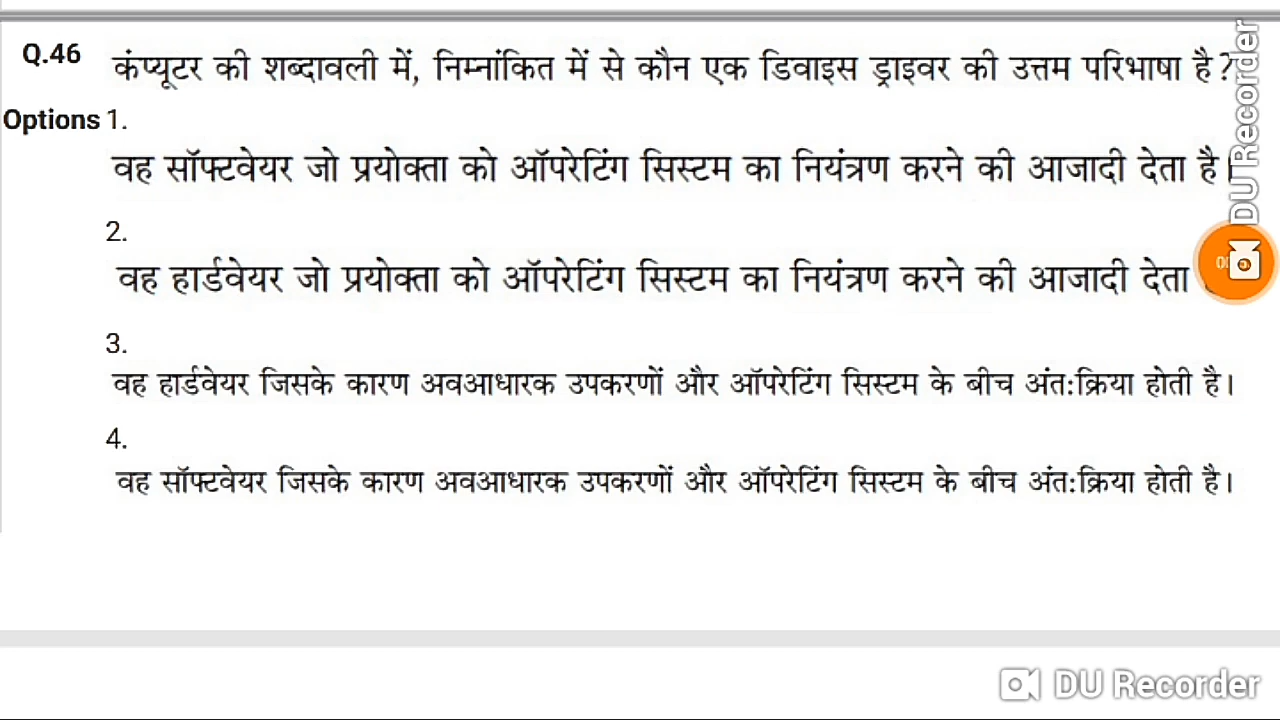 Q.46 कंप्यूटर की शब्दावली में, निम्नांकित में से कौन एक डिवाइस ड्राइवर की उत्तम परिभाषा है?
Options 1.
वह सॉफ्टवेयर जो प्रयोक्ता को ऑपरेटिंग सिस्टम का नियंत्रण करने की आजादी देता है।
2.
वह हार्डवेयर जो प्रयोक्ता को ऑपरेटिंग सिस्टम का नियंत्रण करने की आजादी देता
3.
वह हार्डवेयर जिसके कारण अवआधारक उपकरणों और ऑपरेटिंग सिस्टम के बीच अंतःक्रिया होती है।
4.
वह सॉफ्टवेयर जिसके कारण अवआधारक उपकरणों और ऑपरेटिंग सिस्टम के बीच अंतःक्रिया होती है।
DU Recorder
DU Recorder